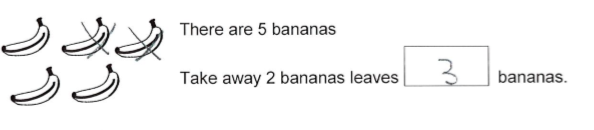 There are 5 bananas
Take away 2 bananas leaves 3 bananas.